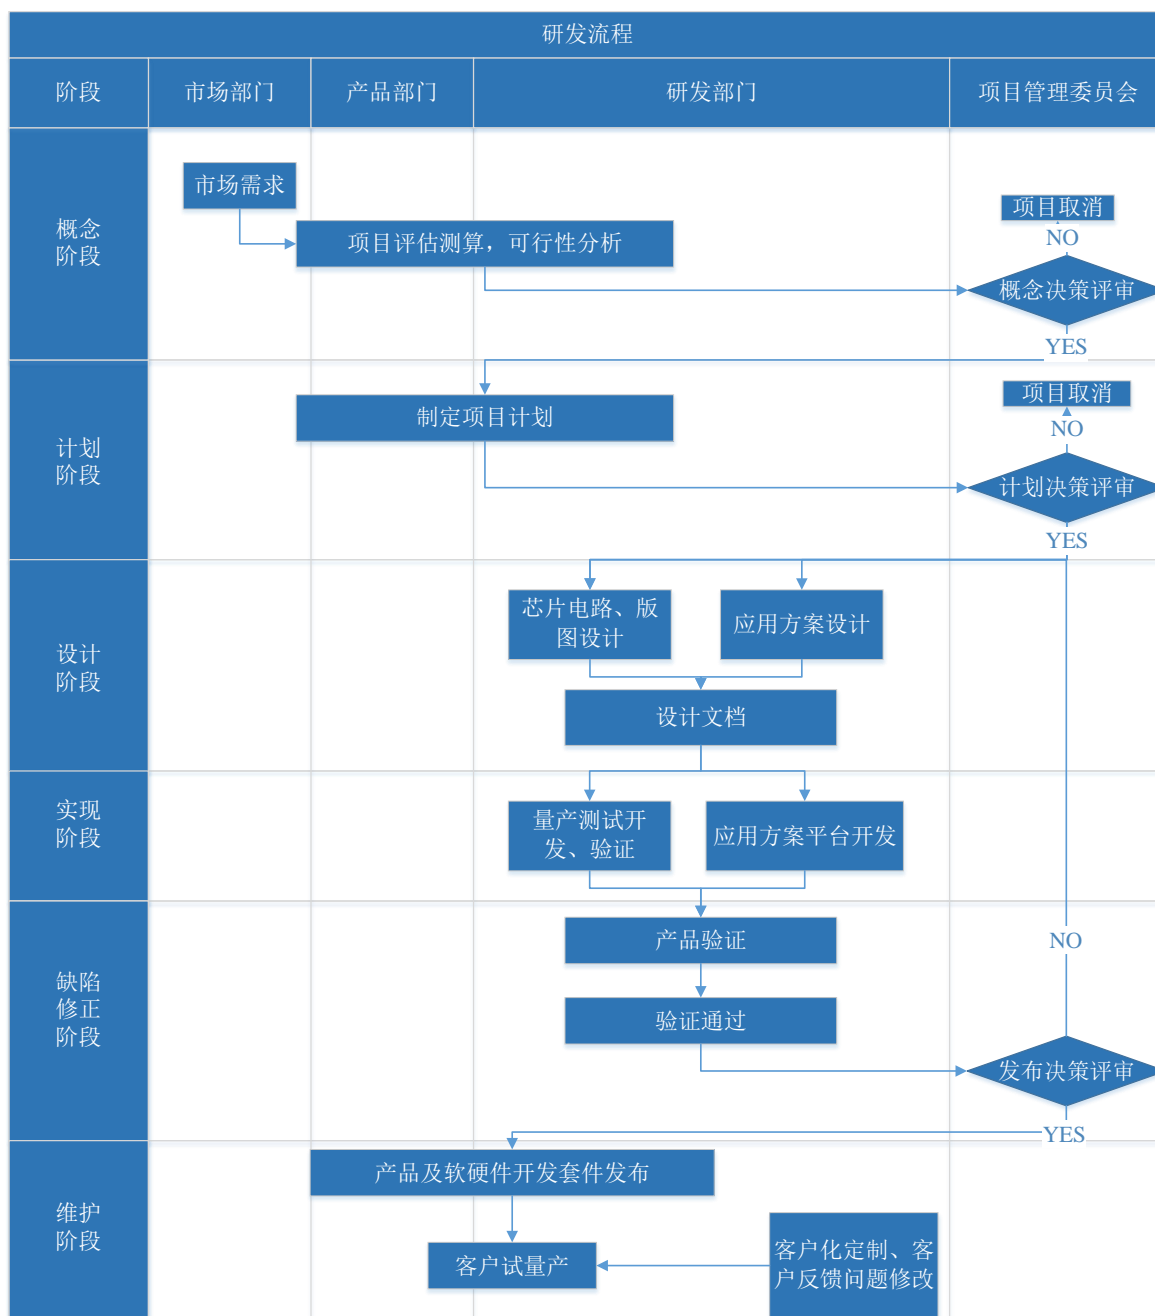 研发流程
阶段
市场部门
产品部门
研发部门
项目管理委员会
概念
阶段
市场需求
项目评估测算，可行性分析
项目取消
NO
概念决策评审
YES
计划
阶段
制定项目计划
项目取消
NO
计划决策评审
YES
设计
阶段
芯片电路、版
图设计
应用方案设计
设计文档
实现
阶段
量产测试开
发、验证
应用方案平台开发
缺陷
修正
阶段
产品验证
验证通过
NO
发布决策评审
YES
维护
阶段
产品及软硬件开发套件发布
客户试量产
客户化定制、客
户反馈问题修改